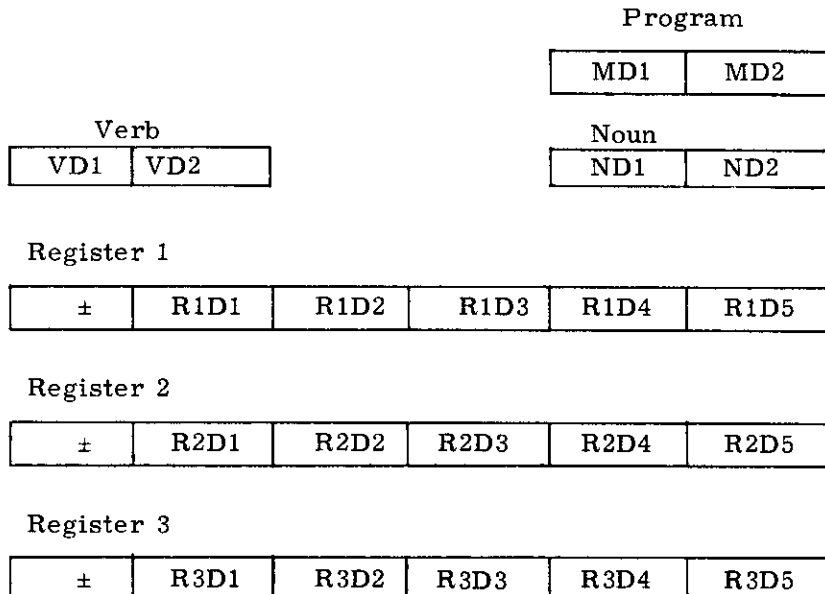 Program
MD1 MD2
Verb Noun
VD1 VD2 ND1 ND2
Register 1
± R1D1 R1D2 R1D3 R1D4 R1D5
Register 2
± R2D1 R2D2 R2D3 R2D4 R2D5
Register 3
± R3D1 R3D2 R3D3 R3D4 R3D5